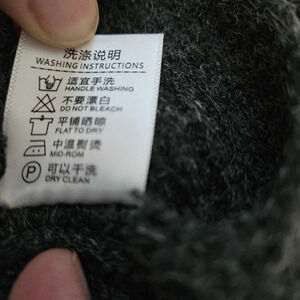 洗涤说明
WASHING INSTRUCTIONS
适宜手洗
HANDLE WASHING
不要漂白
DO NOT BLEACH
平铺晒晾
FLAT TO DRY
中温熨烫
MID-ROM
P 可以干洗
DRY CLEAN